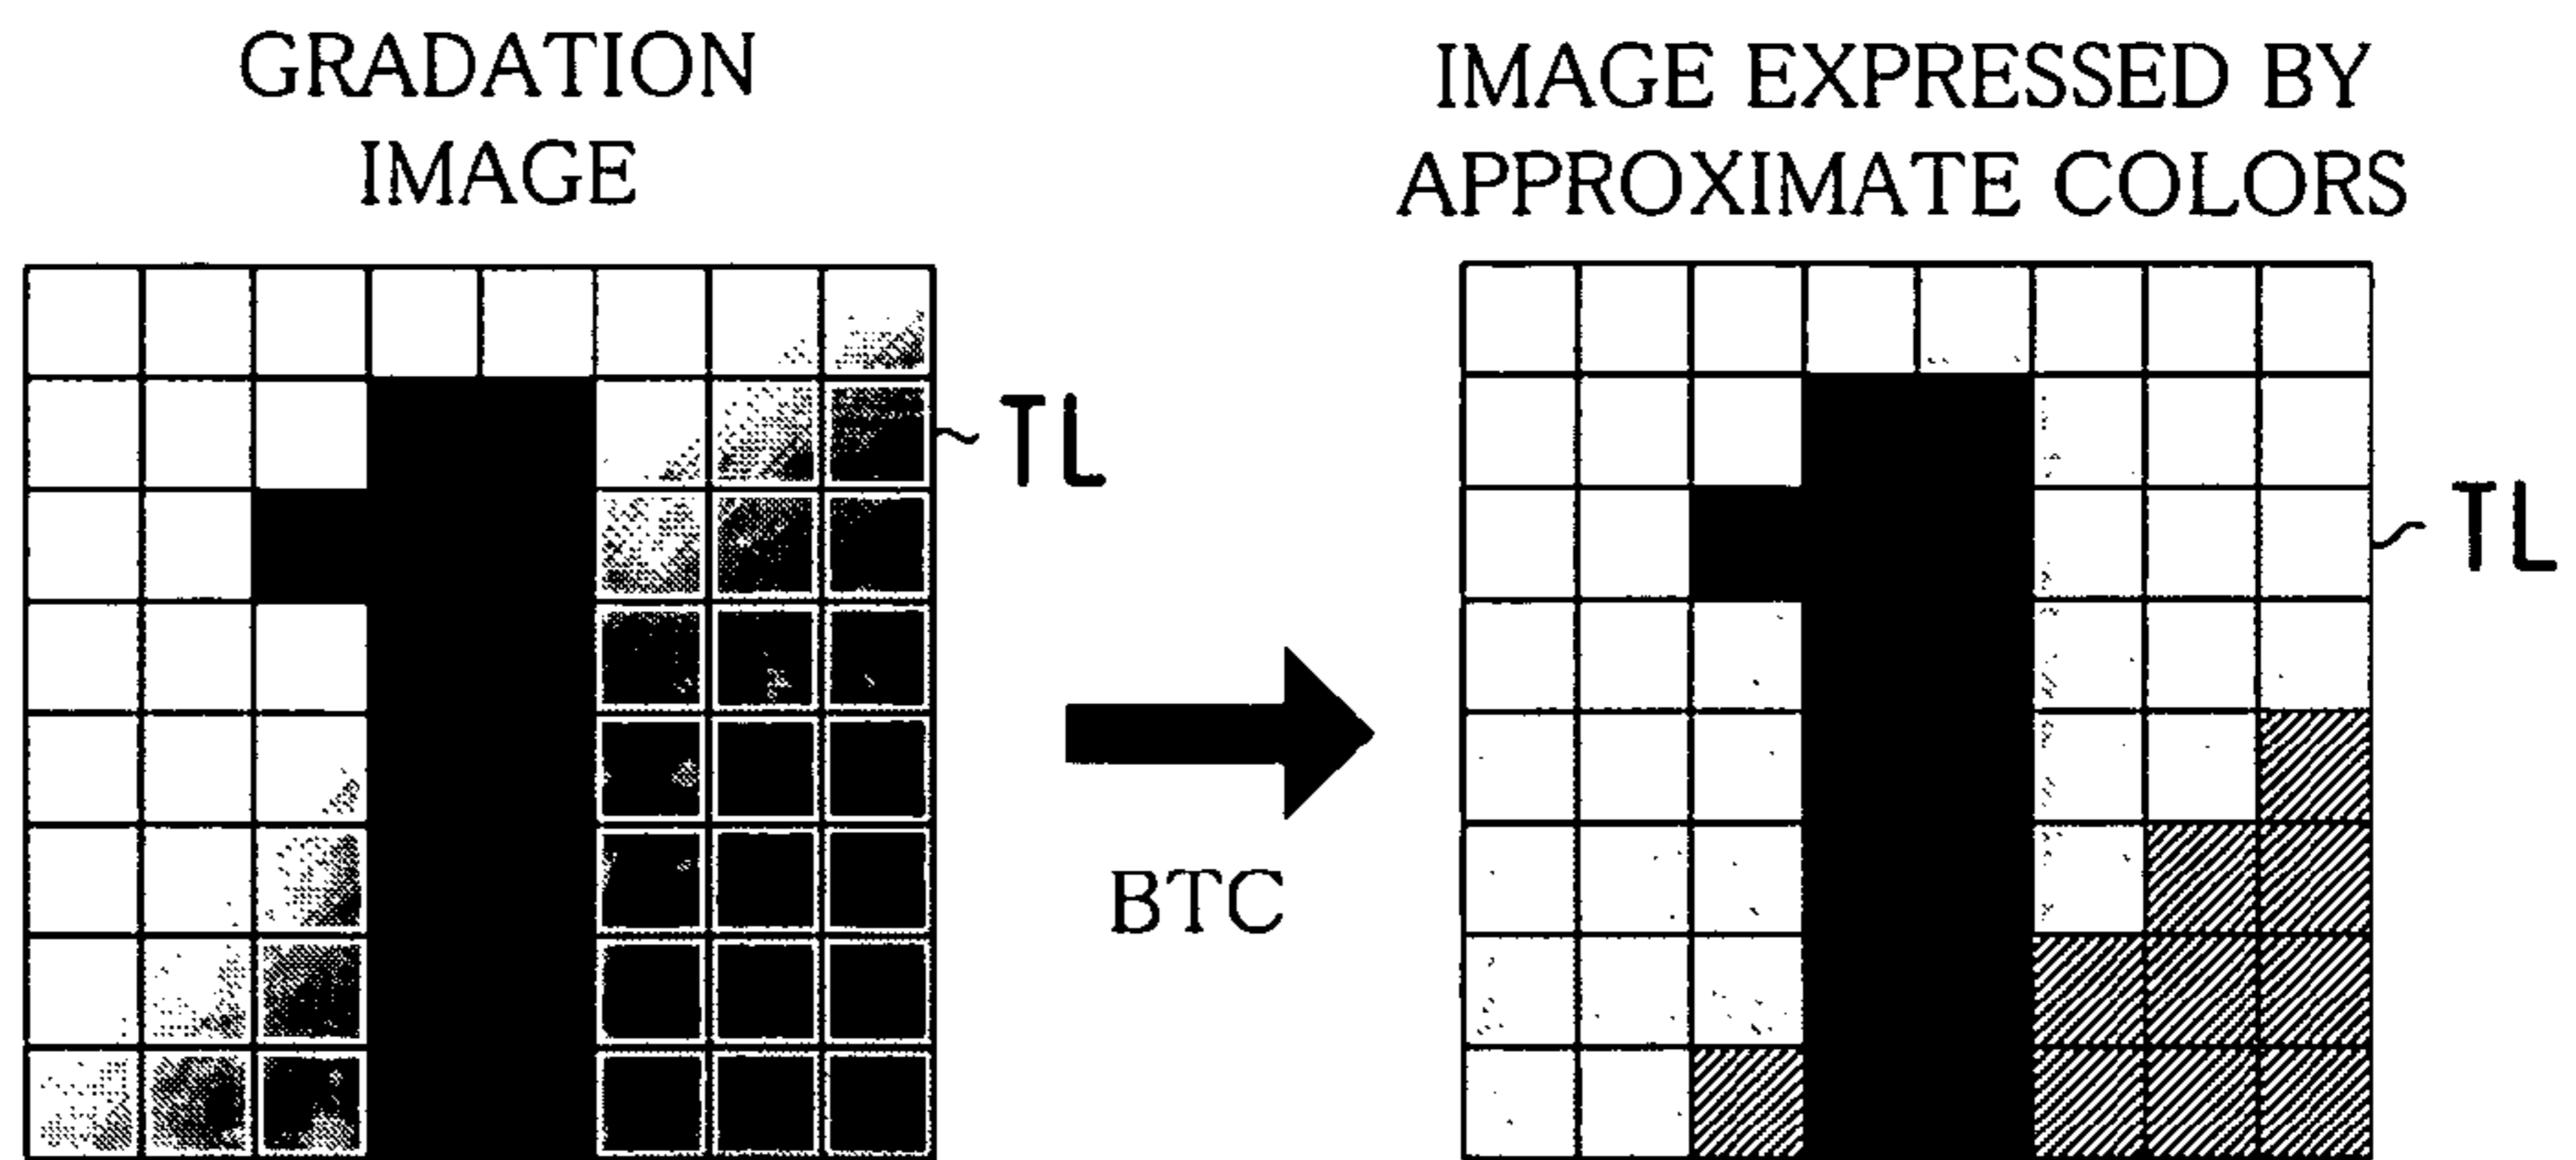 GRADATION
IMAGE
IMAGE EXPRESSED BY
APPROXIMATE COLORS
TL
TL
BTC